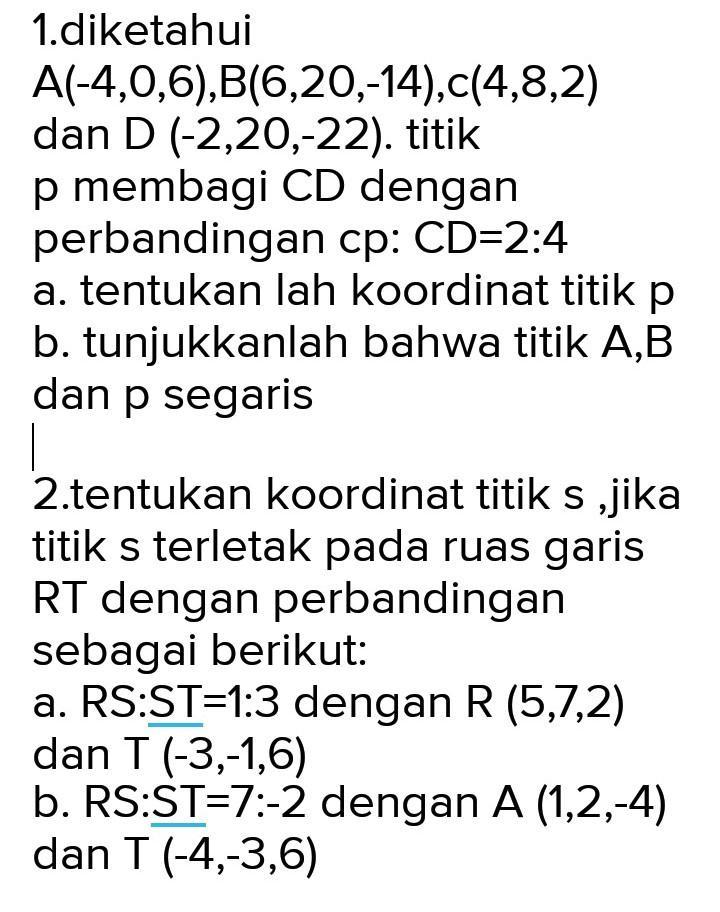 1.diketahui
A(-4,0,6),B(6,20,-14),c(4,8,2)
dan D (-2,20,-22). titik
p membagi CD dengan
perbandingan cp: CD=2:4
a. tentukan lah koordinat titik p
b. tunjukkanlah bahwa titik A,B
dan p segaris
2.tentukan koordinat titik s ,jika
titik s terletak pada ruas garis
RT dengan perbandingan
sebagai berikut:
a. RS:ST=1:3 dengan R (5,7,2)
dan T (-3,-1,6)
b. RS:ST=7:-2 dengan A (1,2,-4)
dan T (-4,-3,6)